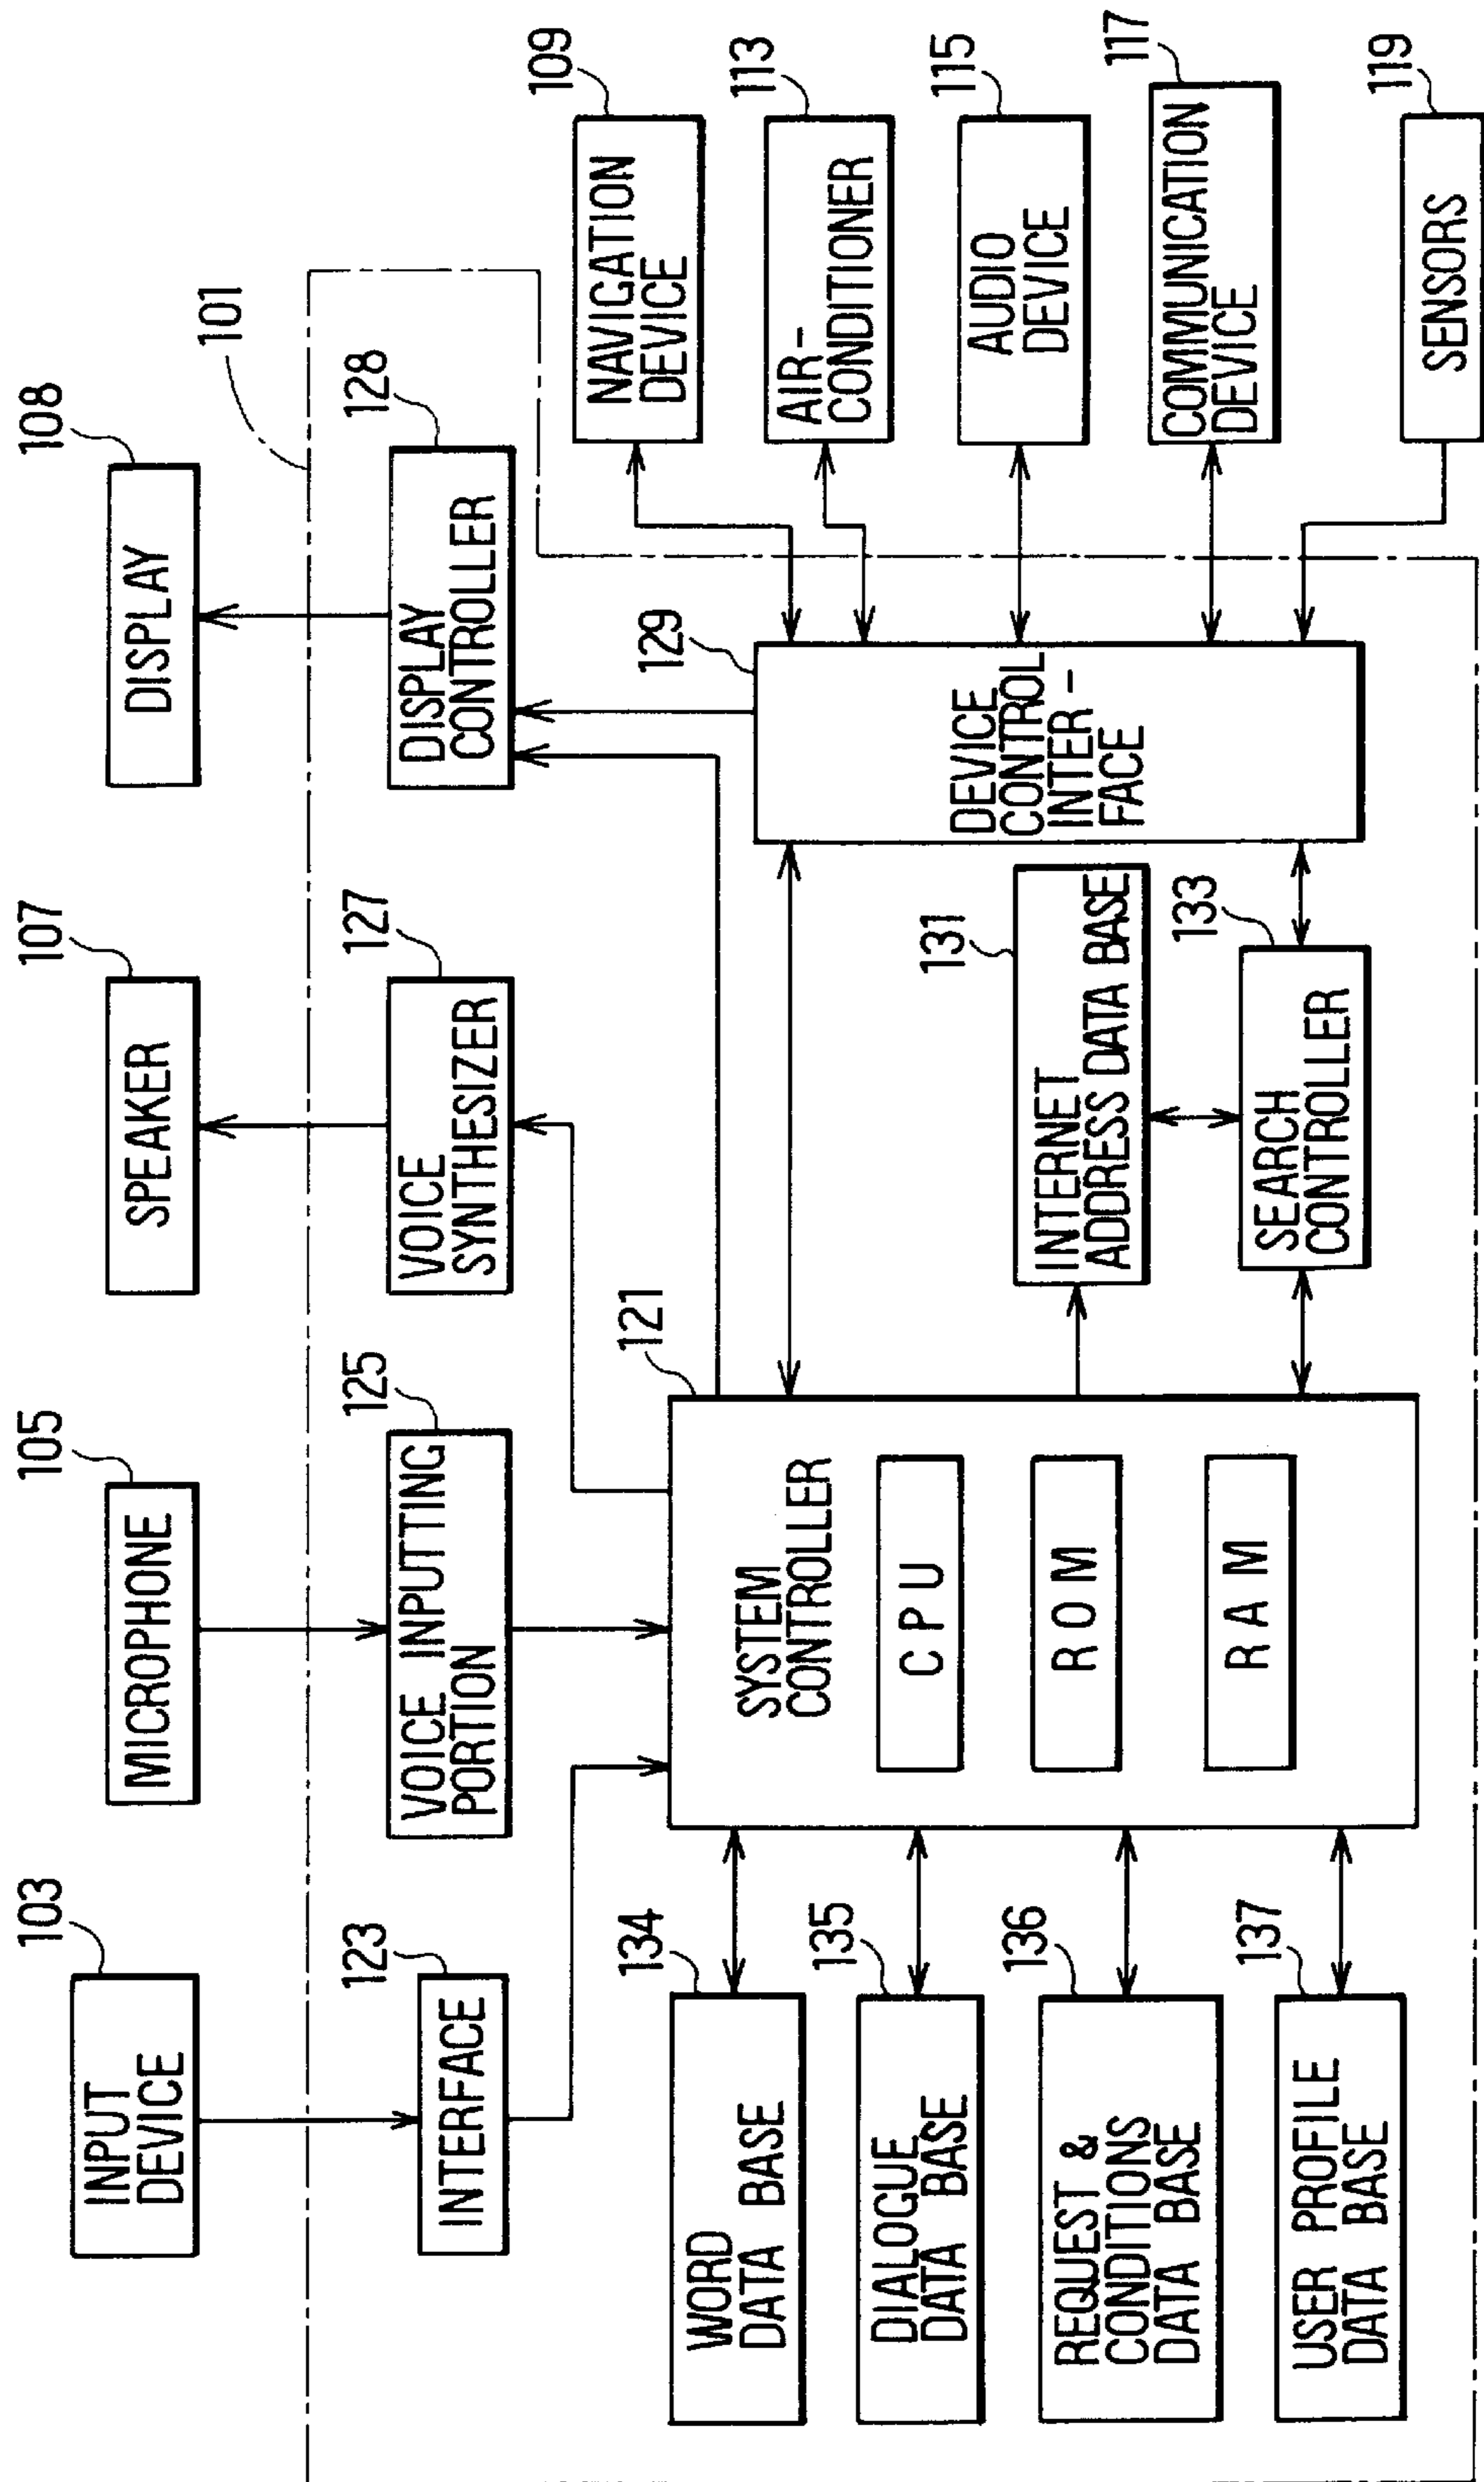 103
INPUT
DEVICE
105
MICROPHONE
107
SPEAKER
108
DISPLAY
101
123
INTERFACE
125
VOICE INPUTTING
PORTION
127
VOICE
SYNTHESIZER
128
DISPLAY
CONTROLLER
109
NAVIGATION
DEVICE
113
AIR-
CONDITIONER
115
AUDIO
DEVICE
117
COMMUNICATION
DEVICE
119
SENSORS
134
WORD
DATA BASE
135
DIALOGUE
DATA BASE
136
REQUEST &
CONDITIONS
DATA BASE
137
USER PROFILE
DATA BASE
121
SYSTEM
CONTROLLER
CPU
ROM
RAM
131
INTERNET
ADDRESS DATA BASE
133
SEARCH
CONTROLLER
129
DEVICE
CONTROL
INTER-
FACE